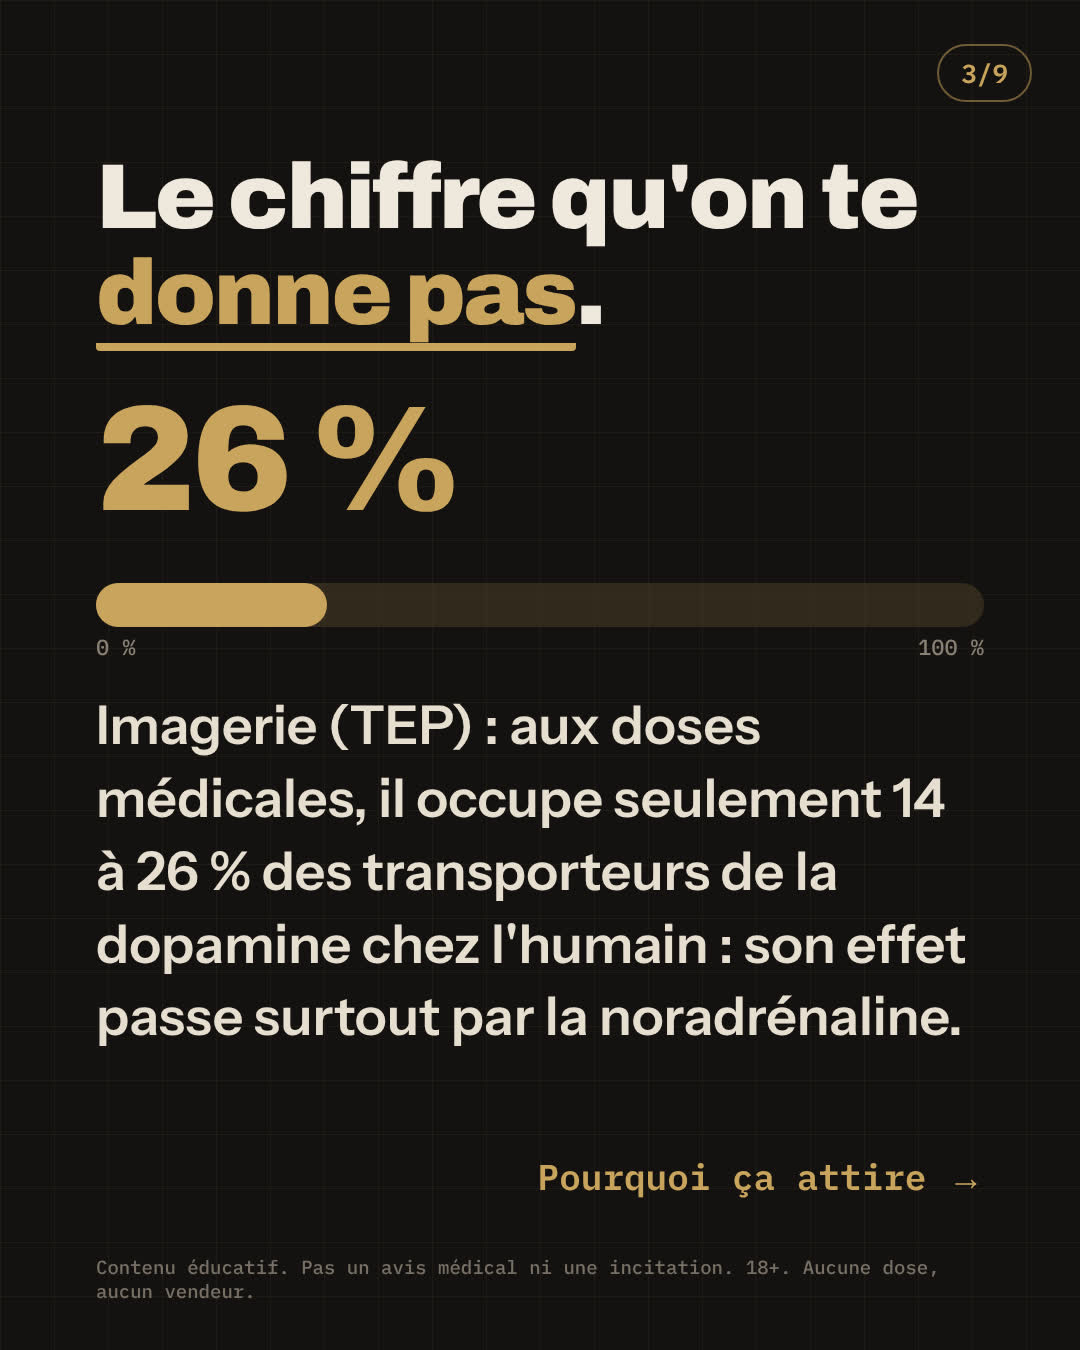 3/9
Le chiffre qu'on te
donne pas.
26 %
0 %
100 %
Imagerie (TEP) : aux doses
médicales, il occupe seulement 14
à 26 % des transporteurs de la
dopamine chez l'humain : son effet
passe surtout par la noradrénaline.
Pourquoi ça attire →
Contenu éducatif. Pas un avis médical ni une incitation. 18+. Aucune dose,
aucun vendeur.